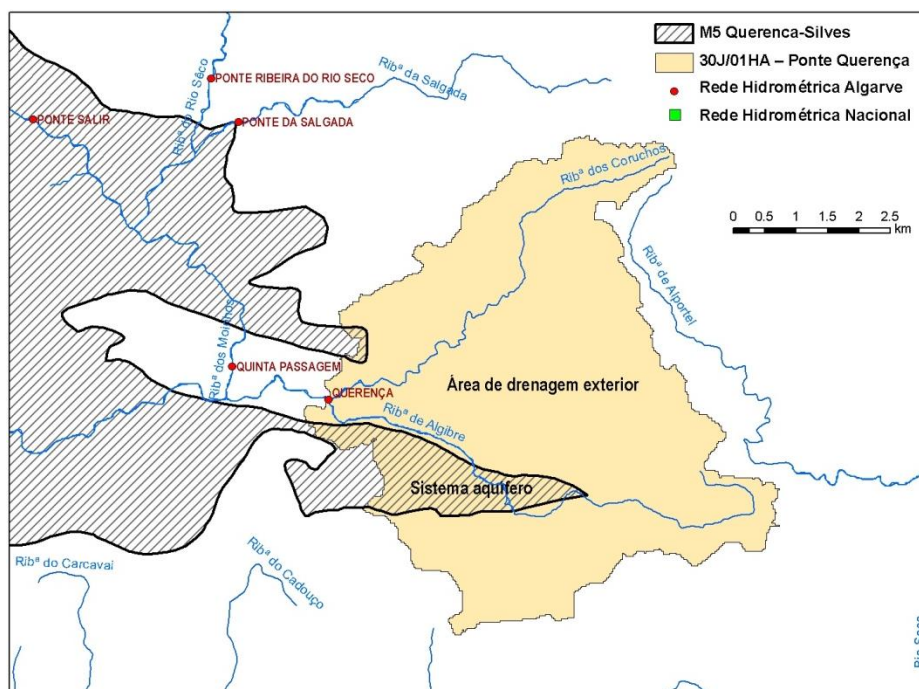 M5 Querenca-Silves
30J/01HA – Ponte Querença
Rede Hidrométrica Algarve
Rede Hidrométrica Nacional
0 0.5 1 1.5 2 2.5
km
PONTE RIBEIRA DO RIO SECO
Ribª do Rio Sêco
Ribª da Salgada
PONTE SALIR
PONTE DA SALGADA
Ribª dos Coruchos
Ribª de Alportel
Ribª dos Moinhos
QUINTA PASSAGEM
Área de drenagem exterior
QUERENÇA
Ribª de Algibre
Sistema aquífero
Ribª do Carcavai
Ribª do Cadouço
Rio Seco